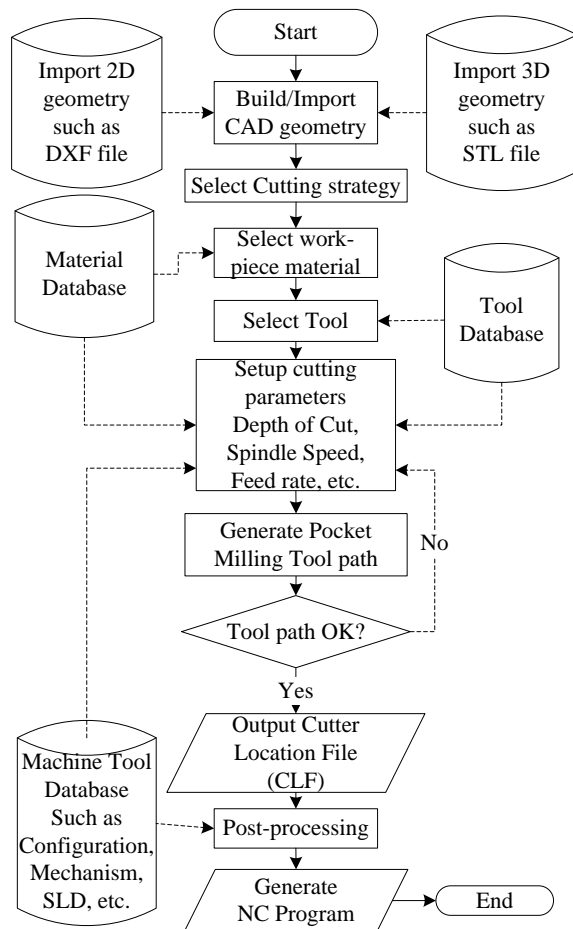 Start
Import 2D
geometry
such as
DXF file
Build/Import
CAD geometry
Import 3D
geometry
such as
STL file
Select Cutting strategy
Material
Database
Select work-
piece material
Select Tool
Tool
Database
Setup cutting
parameters
Depth of Cut,
Spindle Speed,
Feed rate, etc.
Generate Pocket
Milling Tool path
No
Tool path OK?
Yes
Output Cutter
Location File
(CLF)
Machine Tool
Database
Such as
Configuration,
Mechanism,
SLD, etc.
Post-processing
Generate
NC Program
End